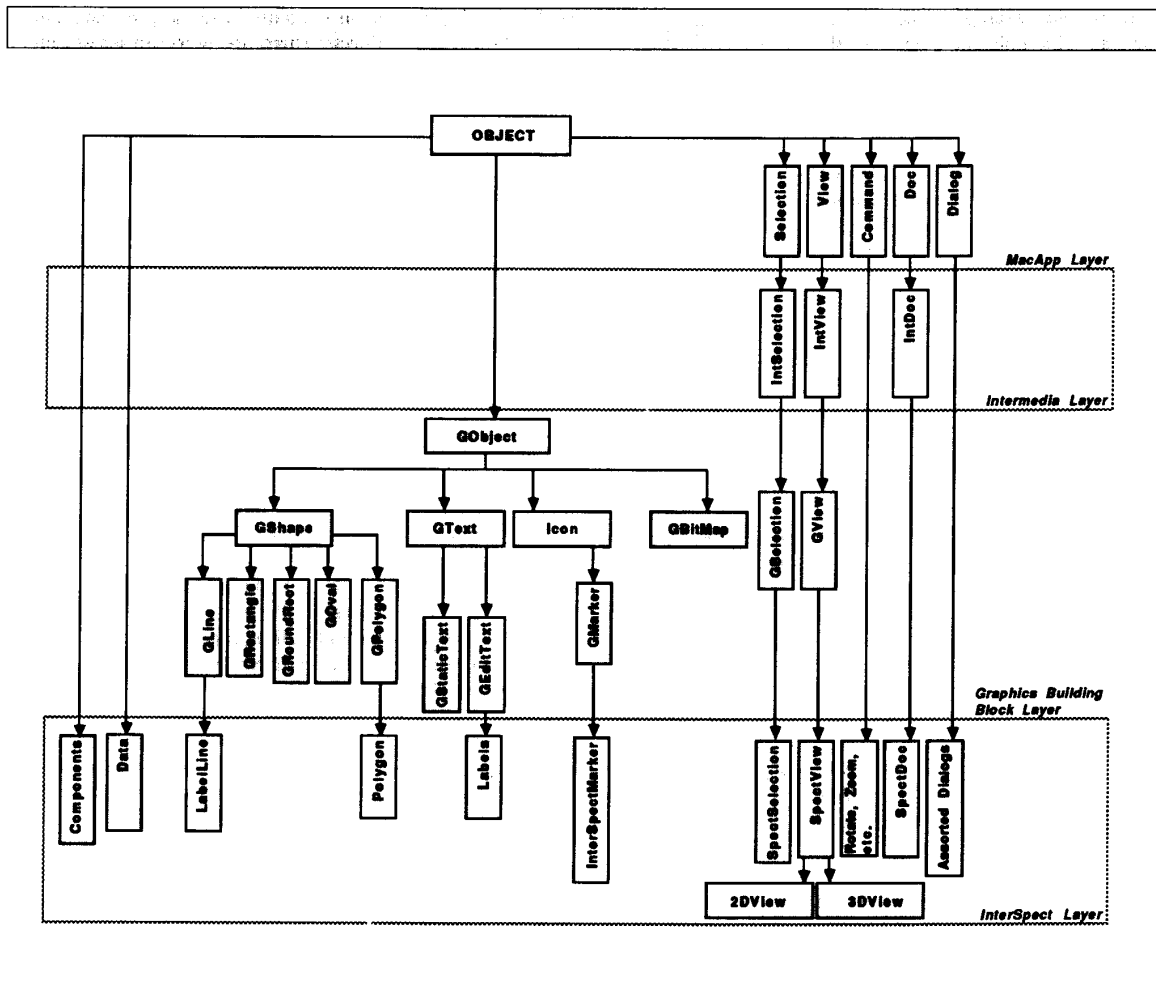 OBJECT
Selection
View
Command
Doc
Dialog
MacApp Layer
IntSelection
IntView
IntDoc
Intermedia Layer
GObject
GShape
GText
Icon
GBitMap
GSelection
GView
GLine
GRectangle
GRoundRect
GOval
GPolygon
GStaticText
GEditText
GMarker
Graphics Building
Block Layer
Components
Data
LabelLine
Polygon
Labels
InterSpectMarker
SpectSelection
SpectView
Rotate, Zoom,
etc.
SpectDoc
Assorted Dialogs
2DView
3DView
InterSpect Layer